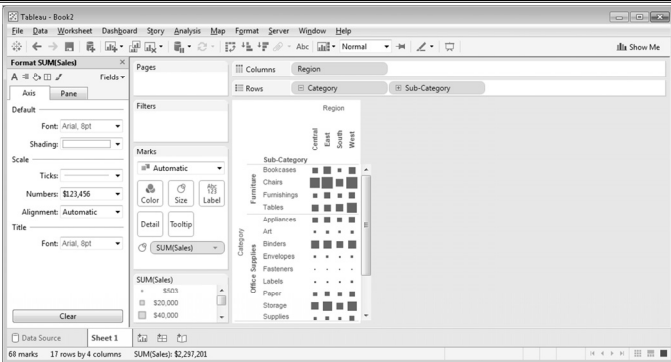 Tableau - Book2
File Data Worksheet Dashboard Story Analysis Map Format Server Window Help
Abc Normal Show Me
Format SUM(Sales) ×
Fields
Axis Pane
Default
Font: Arial, 8pt
Shading:
Scale
Ticks:
Numbers: $123,456
Alignment: Automatic
Title
Font: Arial, 8pt
Clear
Pages
Filters
Marks
Automatic
Color Size Label
Abc
123
Detail Tooltip
SUM(Sales)
SUM(Sales)
$503
$20,000
$40,000
Columns Region
Rows Category Sub-Category
Region
Central East South West
Sub-Category
Category
Furniture
Bookcases
Chairs
Furnishings
Tables
Office Supplies
Appliances
Art
Binders
Envelopes
Fasteners
Labels
Paper
Storage
Supplies
Data Source Sheet 1
68 marks 17 rows by 4 columns SUM(Sales): $2,297,201